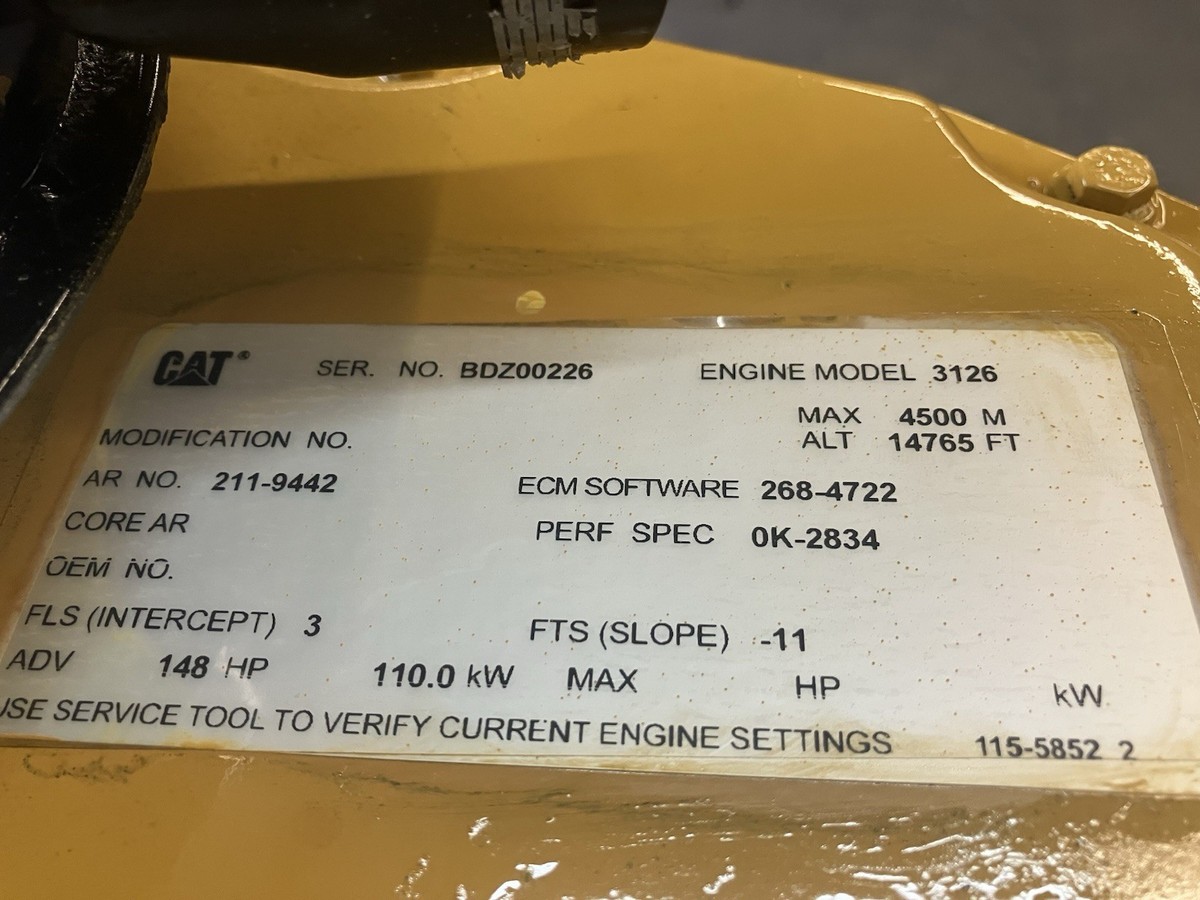 CAT® SER. NO. BDZ00226 ENGINE MODEL 3126
MAX 4500 M
MODIFICATION NO. ALT 14765 FT
AR NO. 211-9442 ECM SOFTWARE 268-4722
CORE AR PERF SPEC 0K-2834
OEM NO.
FLS (INTERCEPT) 3 FTS (SLOPE) -11
ADV 148 HP 110.0 kW MAX HP kW
USE SERVICE TOOL TO VERIFY CURRENT ENGINE SETTINGS 115-5852 2